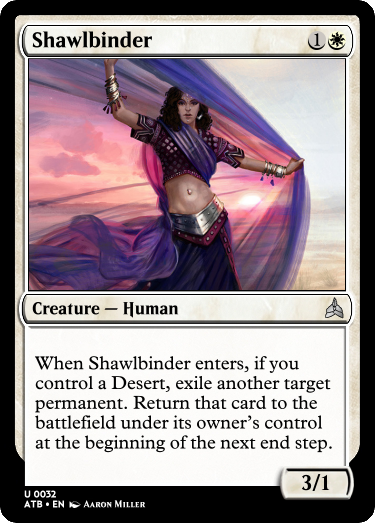 Shawlbinder 1
Creature — Human
When Shawlbinder enters, if you
control a Desert, exile another target
permanent. Return that card to the
battlefield under its owner's control
at the beginning of the next end step.
3/1
U 0032
ATB • EN Aaron Miller